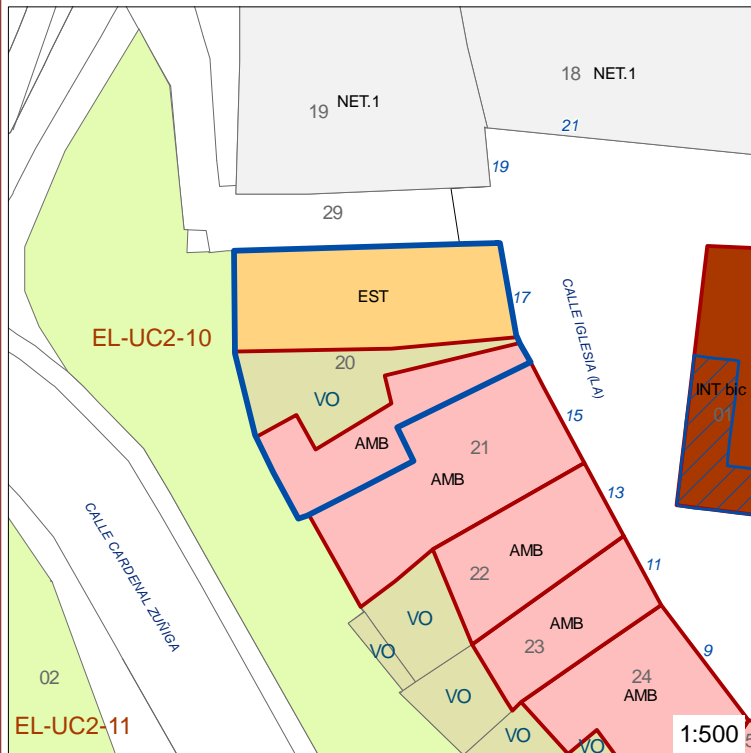 18 NET.1
19 NET.1
21
19
29
EST
17
CALLE IGLESIA (LA)
EL-UC2-10
20
VO
INT bic
01
15
AMB
21
AMB
13
CALLE CARDENAL ZUÑIGA
AMB
22
11
VO
AMB
23
VO
9
02
24
AMB
VO
EL-UC2-11
VO
VO
1:500